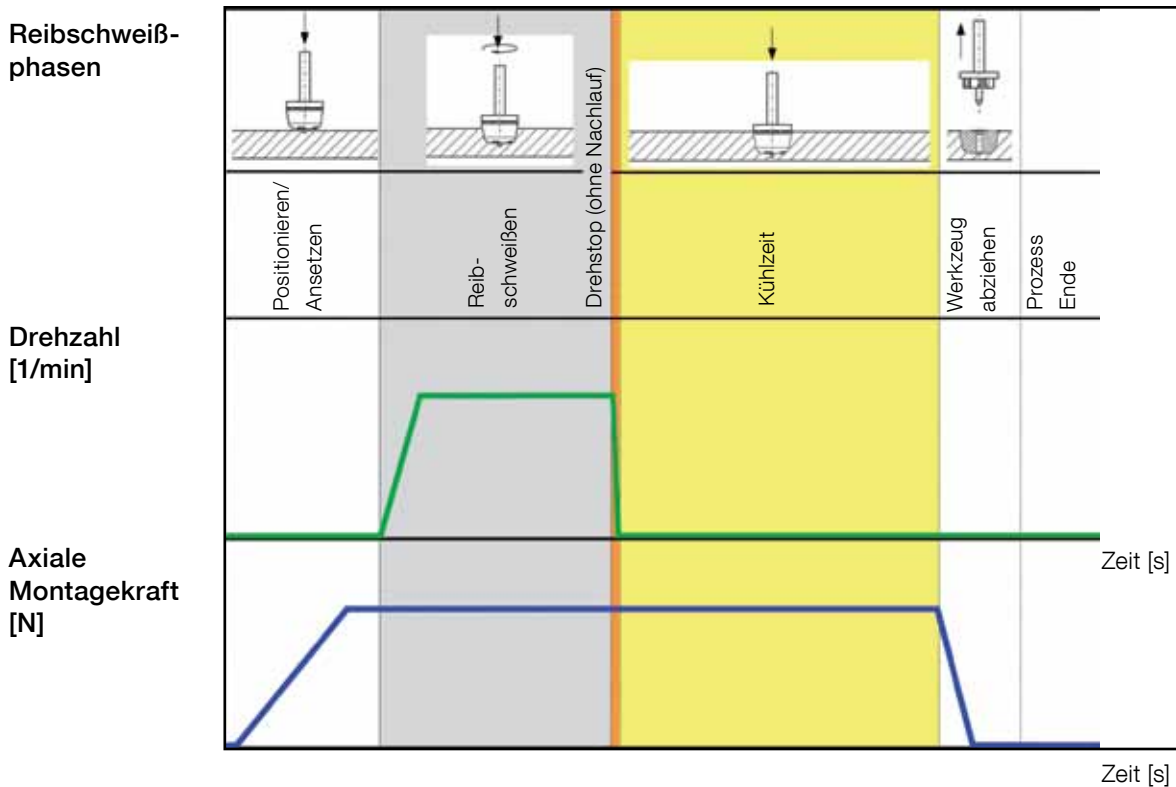 Reibschweiß-
phasen
Positionieren/
Ansetzen
Reib-
schweißen
Drehstop (ohne Nachlauf)
Kühlzeit
Werkzeug
abziehen
Prozess
Ende
Drehzahl
[1/min]
Zeit [s]
Axiale
Montagekraft
[N]
Zeit [s]